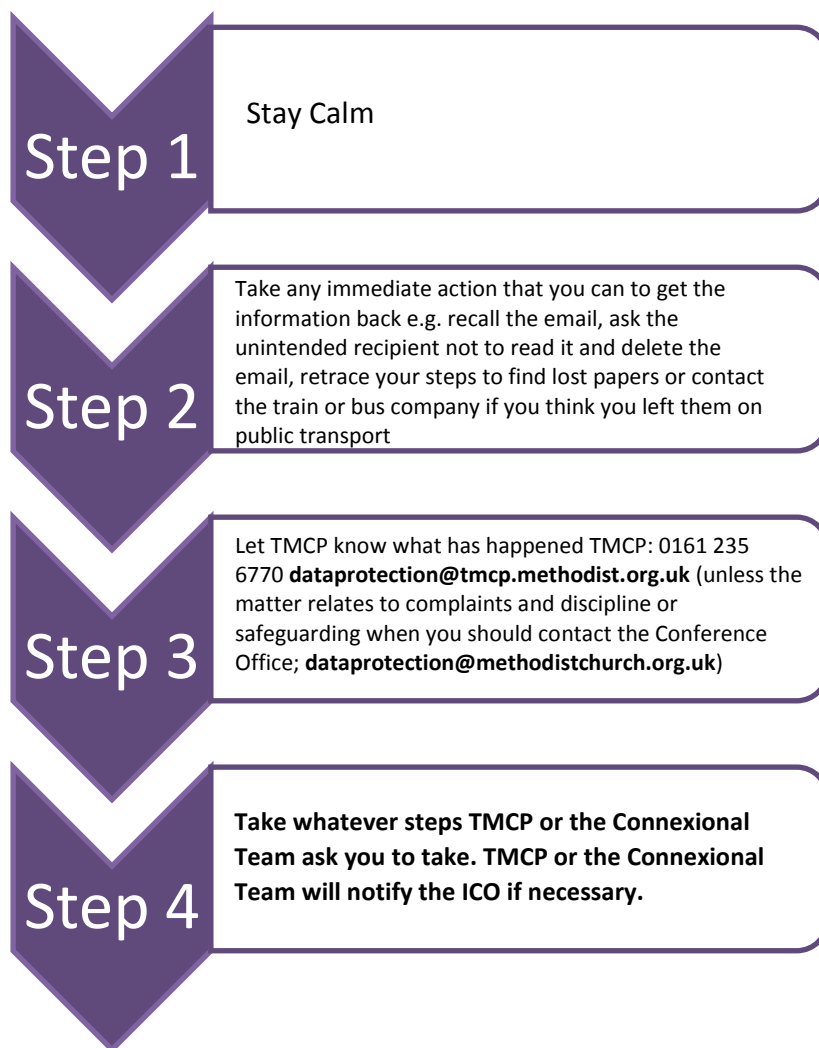 Step 1
Stay Calm
Step 2
Take any immediate action that you can to get the
information back e.g. recall the email, ask the
unintended recipient not to read it and delete the
email, retrace your steps to find lost papers or contact
the train or bus company if you think you left them on
public transport
Step 3
Let TMCP know what has happened TMCP: 0161 235
6770 dataprotection@tmcp.methodist.org.uk (unless the
matter relates to complaints and discipline or
safeguarding when you should contact the Conference
Office; dataprotection@methodistchurch.org.uk)
Step 4
Take whatever steps TMCP or the Connexional
Team ask you to take. TMCP or the Connexional
Team will notify the ICO if necessary.